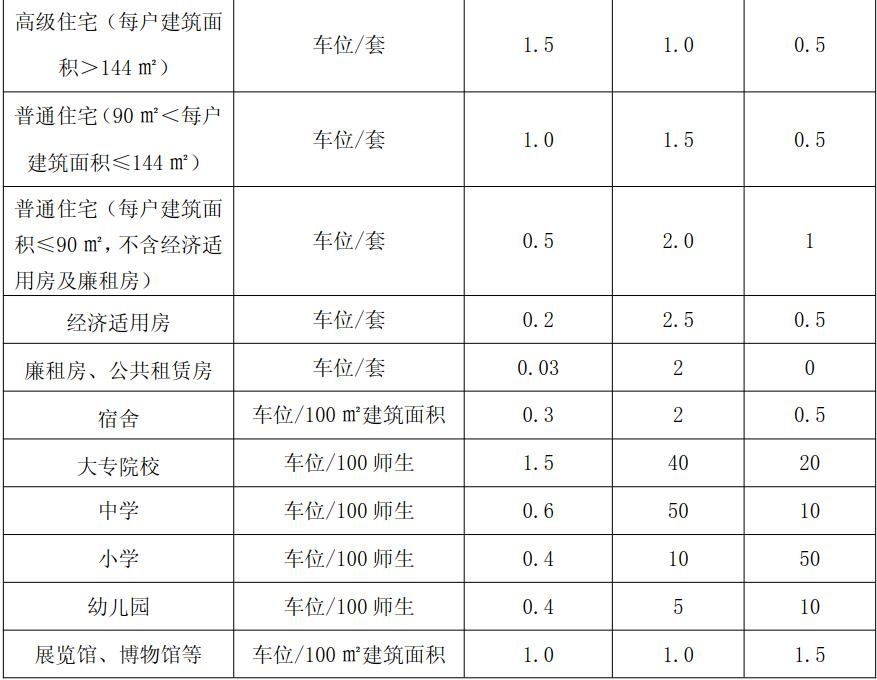 高级住宅（每户建筑面
积＞144 ㎡）
车位/套
1.5
1.0
0.5
普通住宅（90 ㎡＜每户
建筑面积≤144 ㎡）
车位/套
1.0
1.5
0.5
普通住宅（每户建筑面
积≤90 ㎡，不含经济适
用房及廉租房）
车位/套
0.5
2.0
1
经济适用房
车位/套
0.2
2.5
0.5
廉租房、公共租赁房
车位/套
0.03
2
0
宿舍
车位/100 ㎡建筑面积
0.3
2
0.5
大专院校
车位/100 师生
1.5
40
20
中学
车位/100 师生
0.6
50
10
小学
车位/100 师生
0.4
10
50
幼儿园
车位/100 师生
0.4
5
10
展览馆、博物馆等
车位/100 ㎡建筑面积
1.0
1.0
1.5